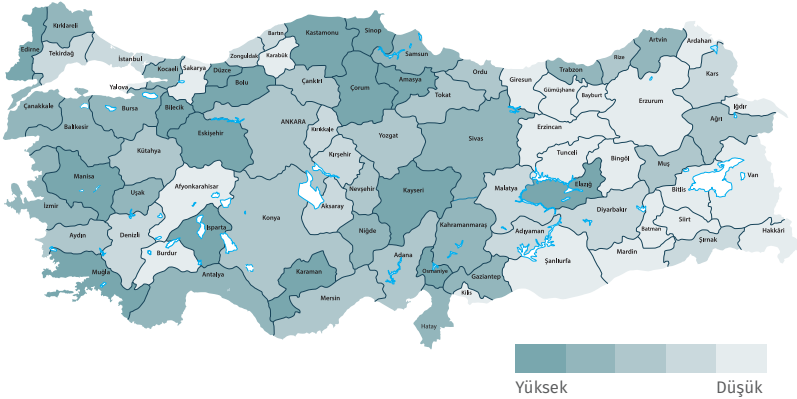 Kırklareli
Edirne
Tekirdağ
İstanbul
Kocaeli
Sakarya
Yalova
Düzce
Zonguldak
Bartın
Karabük
Kastamonu
Sinop
Samsun
Bolu
Çankiri
Çorum
Amasya
Tokat
Ordu
Giresun
Trabzon
Rize
Artvin
Ardahan
Kars
Gümüşhane
Bayburt
Erzurum
Iğdır
Ağrı
Çanakkale
Balıkesir
Bursa
Bilecik
Eskişehir
ANKARA
Kırıkkale
Yozgat
Sivas
Erzincan
Tunceli
Bingöl
Muş
Bitlis
Van
Kütahya
Manisa
Uşak
Afyonkarahisar
Kırşehir
Nevşehir
Kayseri
Malatya
Elazığ
Diyarbakır
Batman
Siirt
Hakkâri
Şırnak
Mardin
İzmir
Aydın
Denizli
Burdur
Isparta
Konya
Aksaray
Niğde
Kahramanmaraş
Adıyaman
Şanlıurfa
Muğla
Antalya
Karaman
Mersin
Adana
Osmaniye
Gaziantep
Kilis
Hatay
Yüksek
Düşük